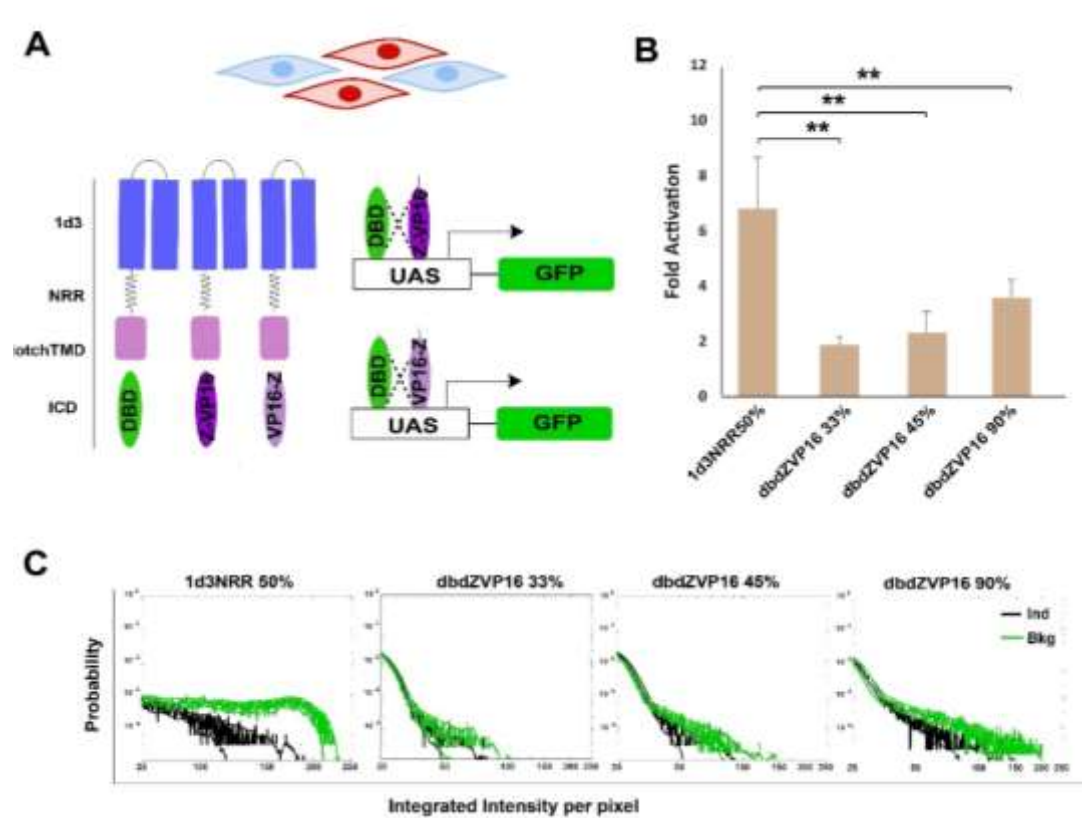 A
1d3
NRR
otchTMD
ICD
DBD
Z-VP16
VP16-Z
DBD
Z-VP16
UAS
GFP
DBD
VP16-Z
UAS
GFP
B
Fold Activation
12
10
8
6
4
2
0
**
**
**
1d3NRR50%
dbdZVP16 33%
dbdZVP16 45%
dbdZVP16 90%
C
1d3NRR 50%
dbdZVP16 33%
dbdZVP16 45%
dbdZVP16 90%
Ind
Bkg
Probability
Integrated Intensity per pixel